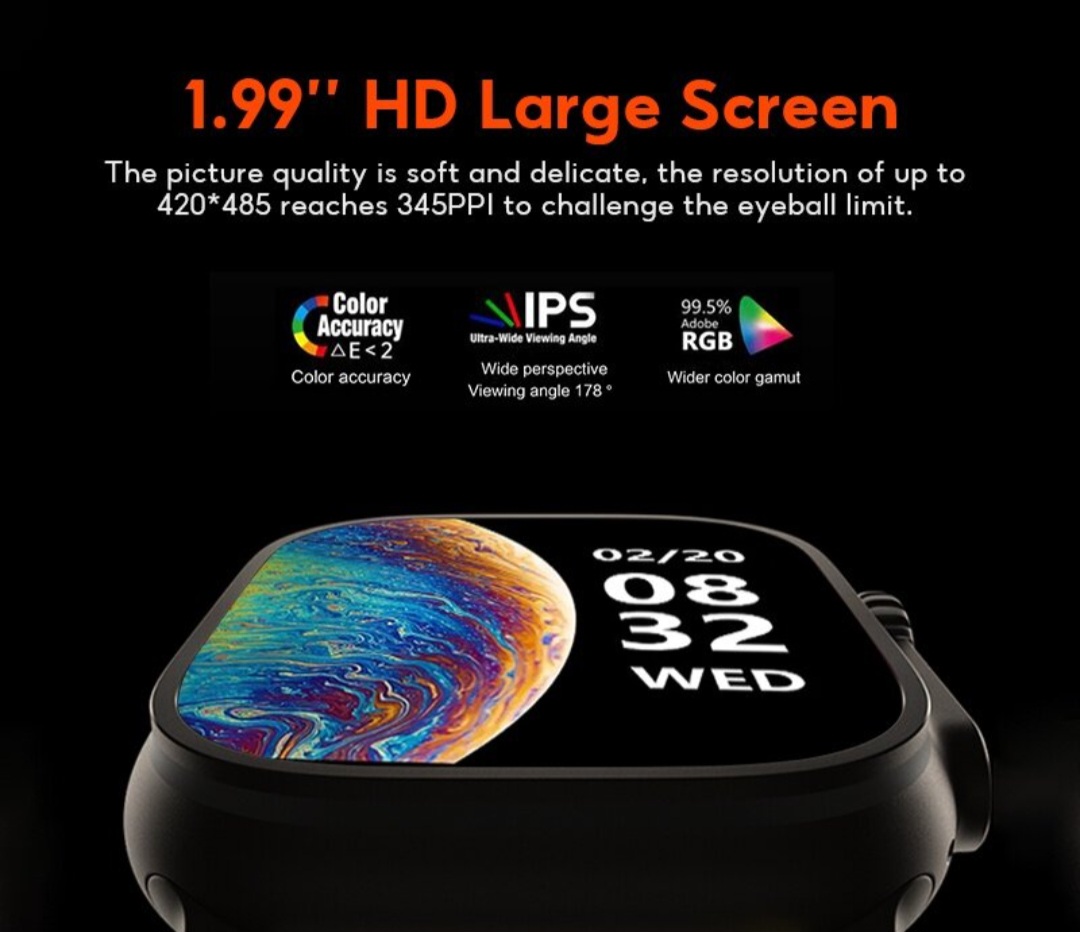 1.99'' HD Large Screen
The picture quality is soft and delicate, the resolution of up to
420*485 reaches 345PPI to challenge the eyeball limit.
Color
Accuracy
△E<2
Color accuracy
IPS
Ultra-Wide Viewing Angle
Wide perspective
Viewing angle 178 °
99.5%
Adobe
RGB
Wider color gamut
02/20
08
32
WED